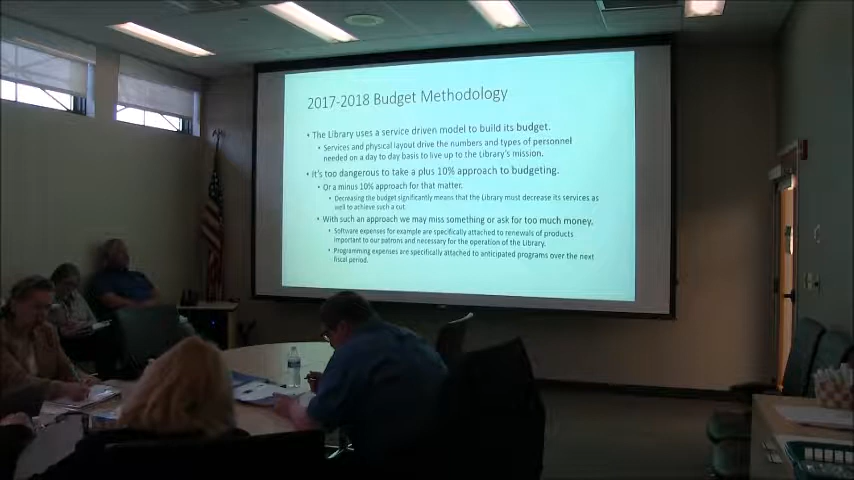 2017-2018 Budget Methodology
• The Library uses a service driven model to build its budget.
• Services and physical layout drive the numbers and types of personnel
needed on a day to day basis to live up to the Library's mission.
• It's too dangerous to take a plus 10% approach to budgeting.
• Or a minus 10% approach for that matter.
• Decreasing the budget significantly means that the Library must decrease its services as
well to achieve such a cut.
• With such an approach we may miss something or ask for too much money.
• Software expenses for example are specifically attached to renewals of products
important to our patrons and necessary for the operation of the Library.
• Programming expenses are specifically attached to anticipated programs over the next
fiscal period.